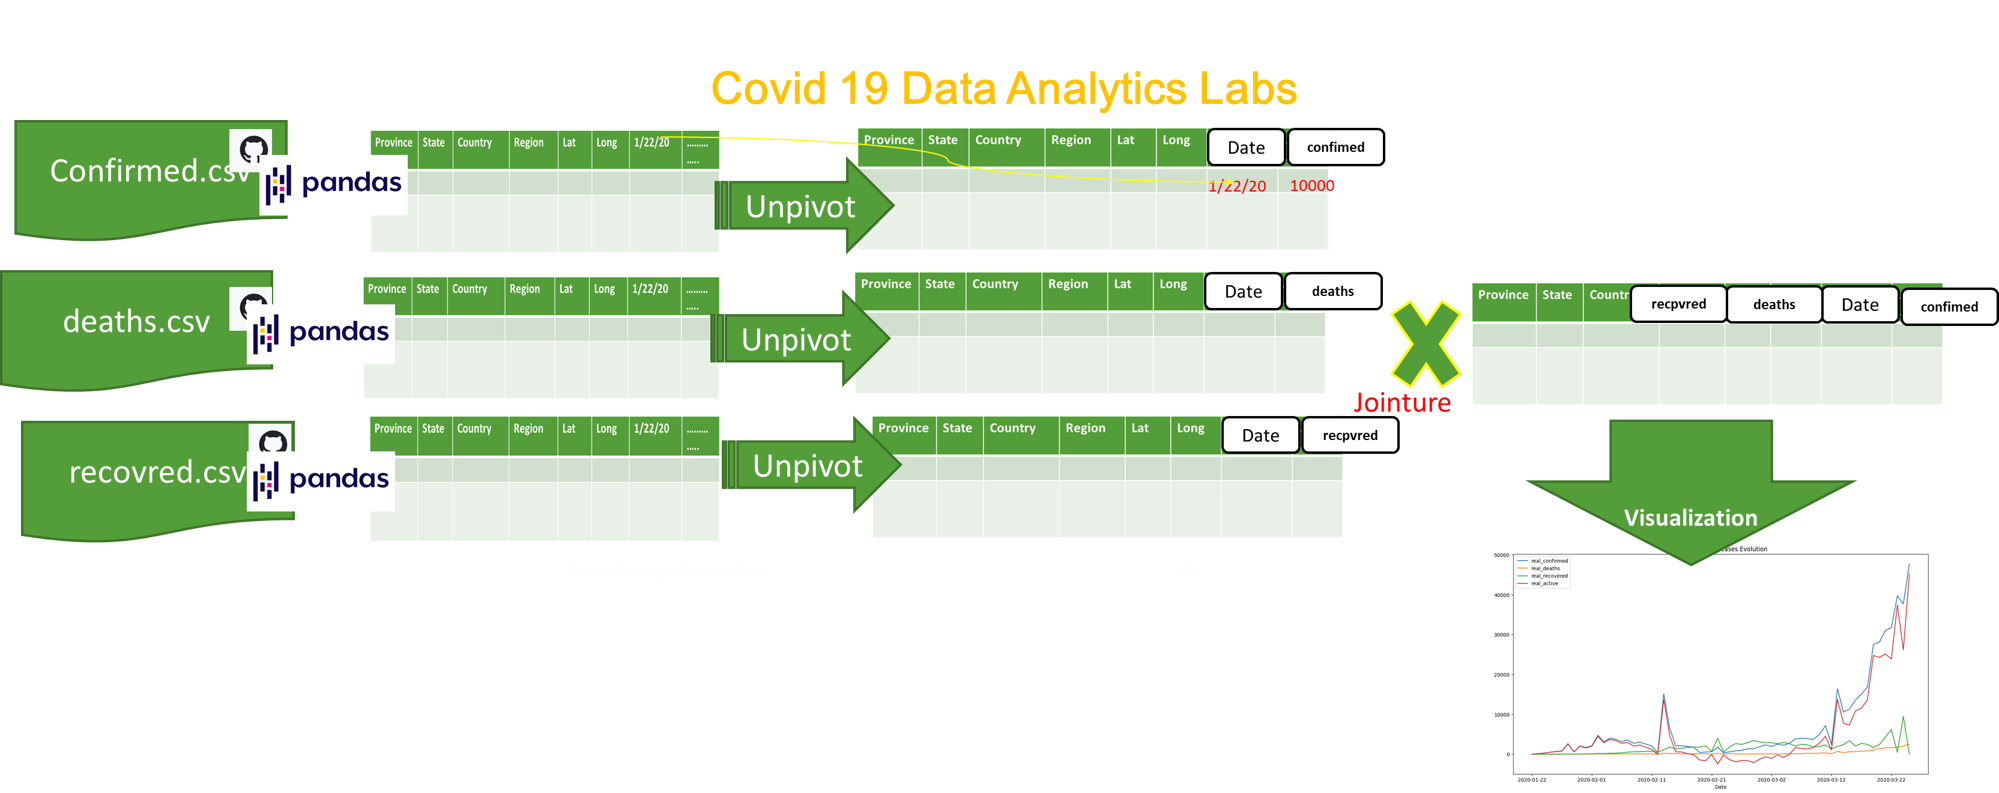 Covid 19 Data Analytics Labs
Confirmed.csv
pandas
Province State Country Region Lat Long 1/22/20 .........
.....
Unpivot
Province State Country Region Lat Long Date confimed
1/22/20 10000
deaths.csv
pandas
Province State Country Region Lat Long 1/22/20 .........
.....
Unpivot
Province State Country Region Lat Long Date deaths
Jointure
Province State Countr recpvred deaths Date confimed
recovred.csv
pandas
Province State Country Region Lat Long 1/22/20 .........
.....
Unpivot
Province State Country Region Lat Long Date recpvred
Visualization
ases Evolution
real_confirmed
real_deaths
real_recovered
real_active
50000
40000
30000
20000
10000
0
2020-01-22 2020-02-01 2020-02-11 2020-02-21 2020-03-02 2020-03-12 2020-03-22
Date